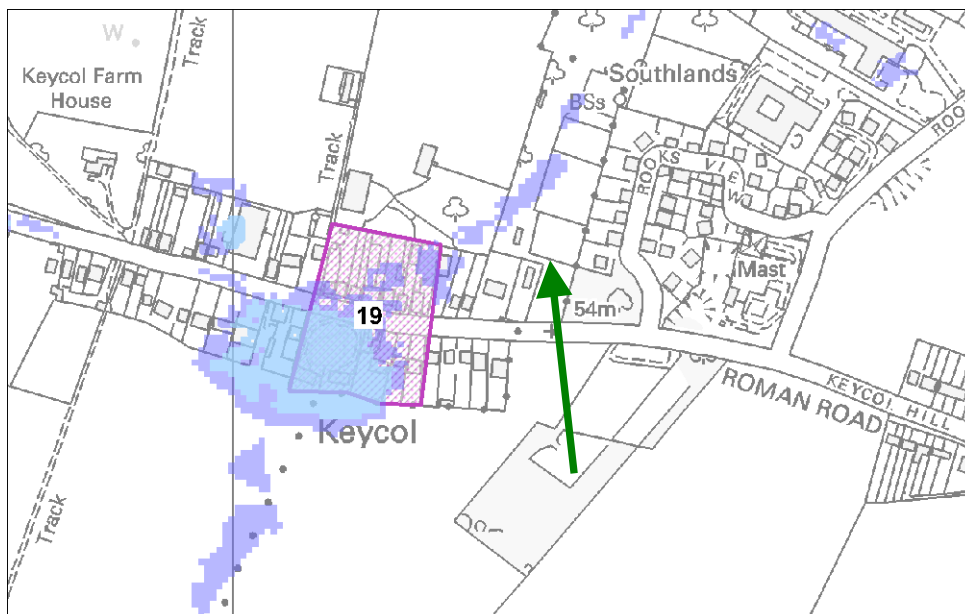 W
Track
Keycol Farm
House
Track
Southlands
BSs
ROOKS VIEW
ROO
Mast
19
54m
Keycol
ROMAN ROAD
KEYCOL HILL
Track